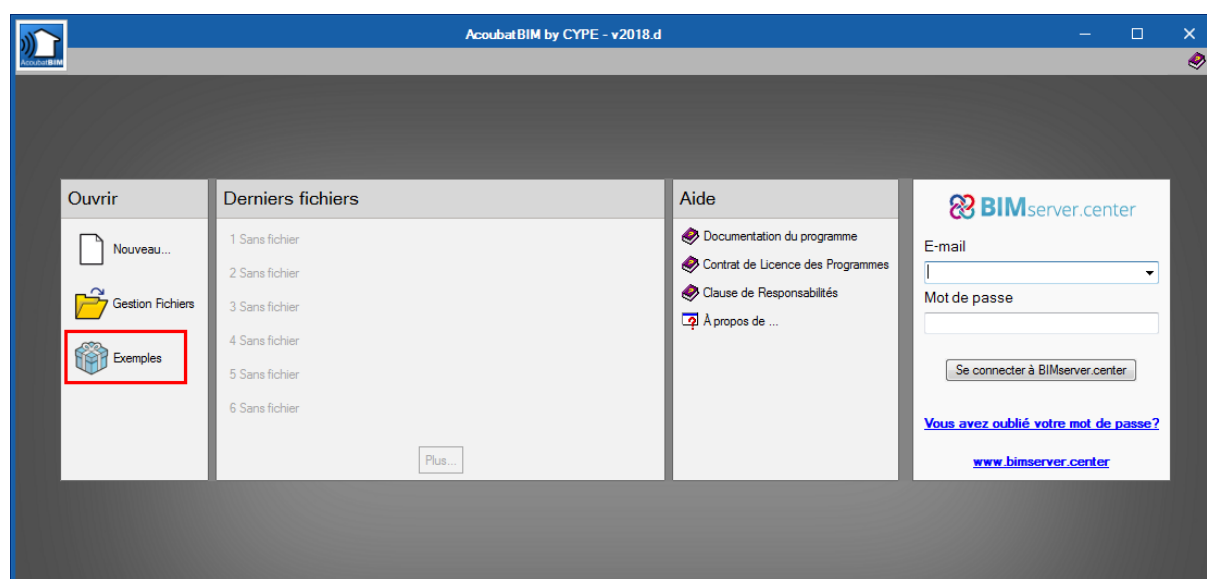 AcoubatBIM by CYPE - v2018.d
AcoubatBIM
Ouvrir
Nouveau...
Gestion Fichiers
Exemples
Derniers fichiers
1 Sans fichier
2 Sans fichier
3 Sans fichier
4 Sans fichier
5 Sans fichier
6 Sans fichier
Plus...
Aide
Documentation du programme
Contrat de Licence des Programmes
Clause de Responsabilités
À propos de ...
BIMserver.center
E-mail
Mot de passe
Se connecter à BIMserver.center
Vous avez oublié votre mot de passe?
www.bimserver.center